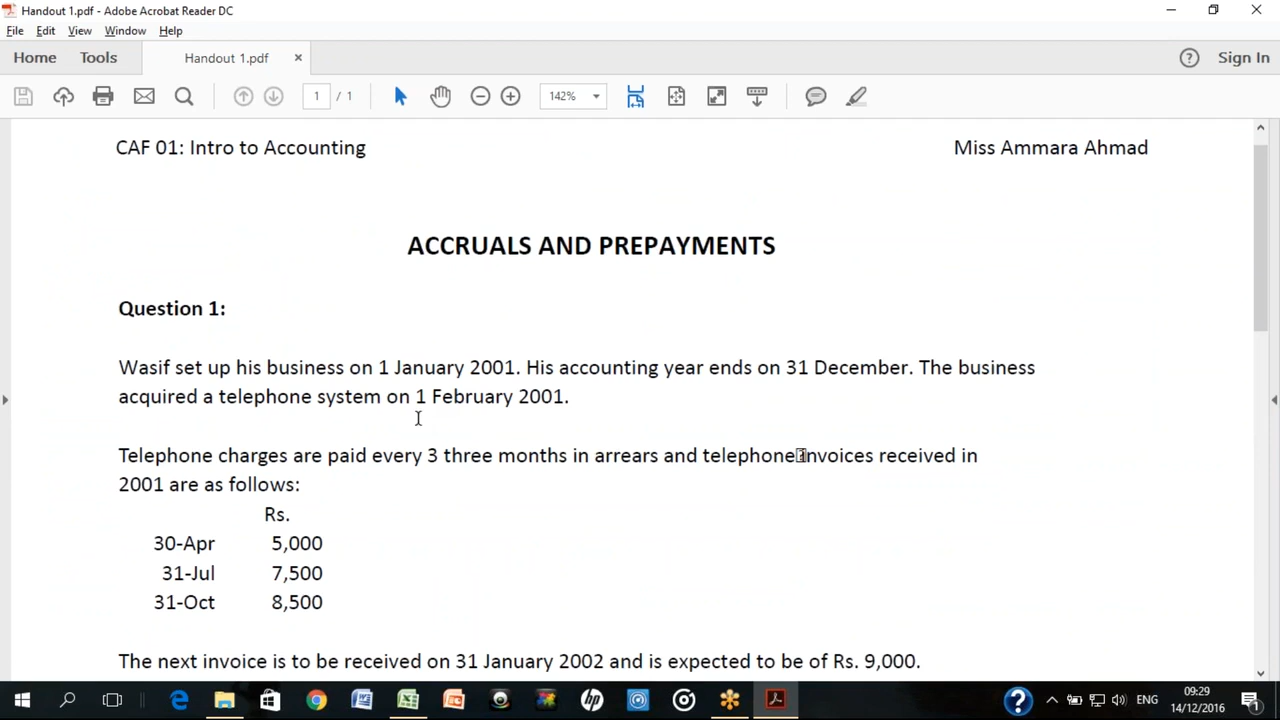 Handout 1.pdf - Adobe Acrobat Reader DC
File Edit View Window Help
Home Tools Handout 1.pdf × ? Sign In
1 / 1 142%
CAF 01: Intro to Accounting Miss Ammara Ahmad
ACCRUALS AND PREPAYMENTS
Question 1:
Wasif set up his business on 1 January 2001. His accounting year ends on 31 December. The business
acquired a telephone system on 1 February 2001.
Telephone charges are paid every 3 three months in arrears and telephone invoices received in
2001 are as follows:
Rs.
30-Apr 5,000
31-Jul 7,500
31-Oct 8,500
The next invoice is to be received on 31 January 2002 and is expected to be of Rs. 9,000.
hp ? ENG 09:29
14/12/2016 1